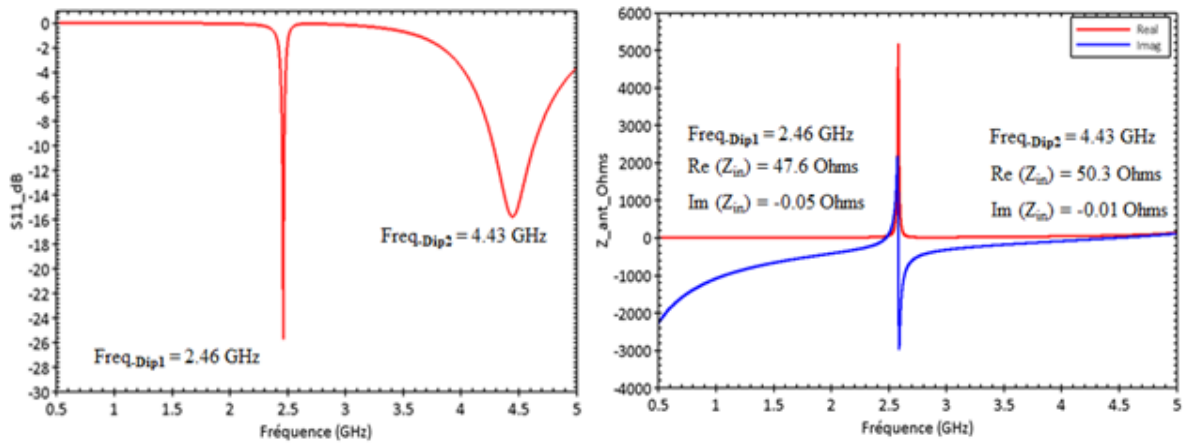 0
-2
-4
-6
-8
-10
-12
-14
-16
-18
-20
-22
-24
-26
-28
-30
S11_dB
Freq.Dip2 = 4.43 GHz
Freq.Dip1 = 2.46 GHz
0.5 1 1.5 2 2.5 3 3.5 4 4.5 5
Fréquence (GHz)
6000
5000
4000
3000
2000
1000
0
-1000
-2000
-3000
-4000
Z_ant_Ohms
Real
Imag
Freq.Dip1 = 2.46 GHz
Re (Zin) = 47.6 Ohms
Im (Zin) = -0.05 Ohms
Freq.Dip2 = 4.43 GHz
Re (Zin) = 50.3 Ohms
Im (Zin) = -0.01 Ohms
0.5 1 1.5 2 2.5 3 3.5 4 4.5 5
Fréquence (GHz)